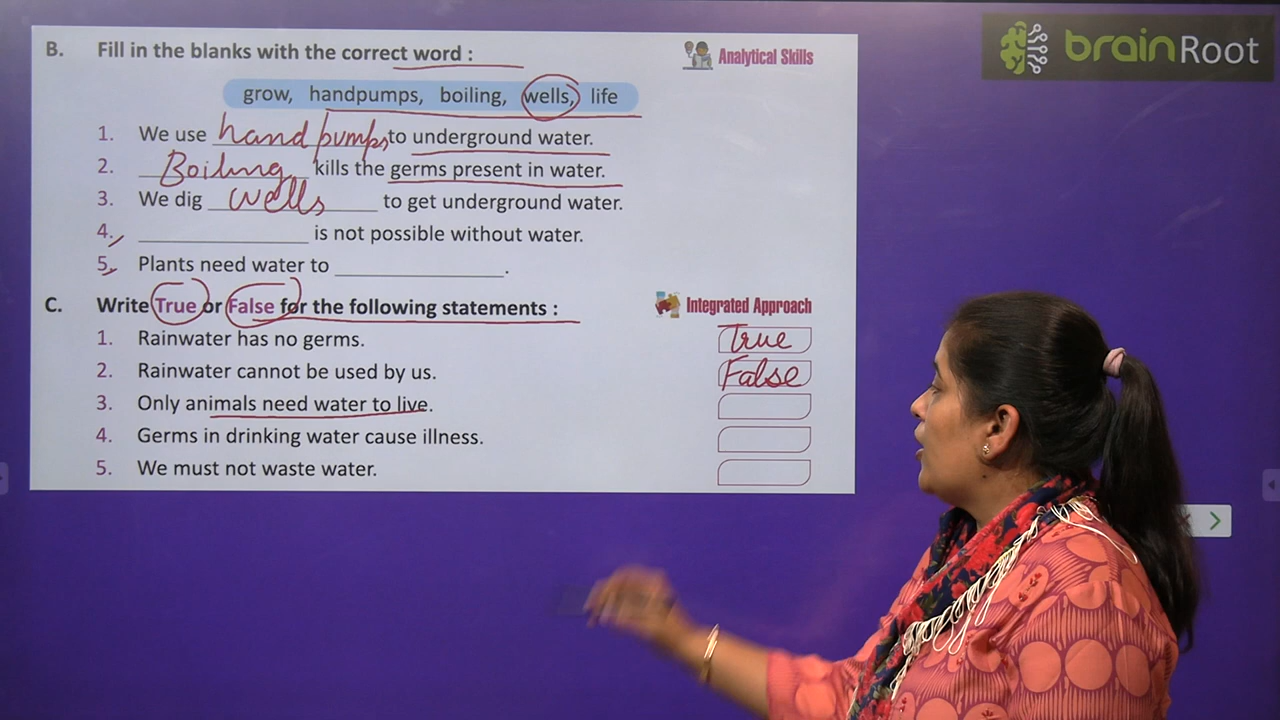 brainRoot
B. Fill in the blanks with the correct word :
Analytical Skills
grow, handpumps, boiling, wells, life
1. We use hand pumps to underground water.
2. Boiling kills the germs present in water.
3. We dig wells to get underground water.
4. ______________ is not possible without water.
5. Plants need water to ______________.
C. Write True or False for the following statements :
Integrated Approach
1. Rainwater has no germs. True
2. Rainwater cannot be used by us. False
3. Only animals need water to live.
4. Germs in drinking water cause illness.
5. We must not waste water.